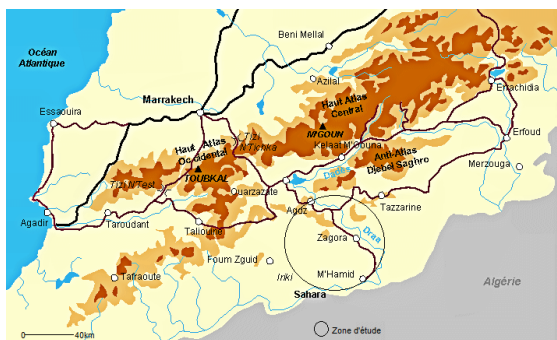 Océan
Atlantique
Beni Mellal
Azilal
Errachidia
Haut Atlas
Central
Marrakech
Essaouira
Tizi
N'Tichka
M'GOUN
Haut Atlas
Occidental
Kelaat M'Gouna
Erfoud
Anti-Atlas
Djebel Saghro
Merzouga
TOUBKAL
Dadès
Tizi N'Test
Ouarzazate
Agdz
Tazzarine
Agadir
Taroudant
Taliouine
Draa
Zagora
Foum Zguid
Tafraoute
Iriki
M'Hamid
Algérie
Sahara
0
40km
Zone d'étude